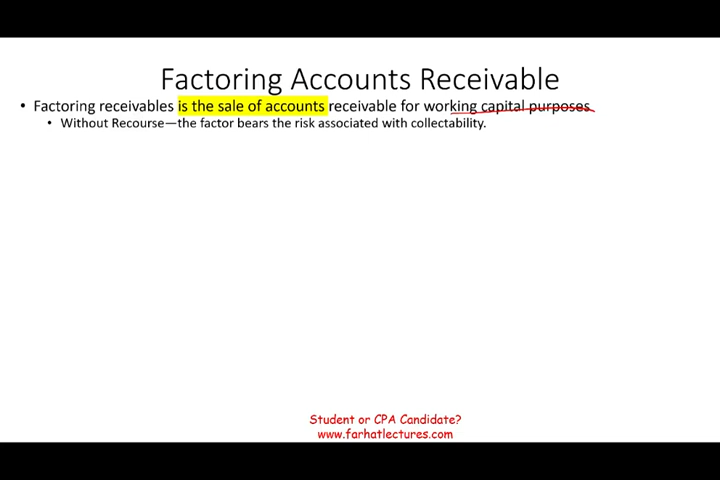 Factoring Accounts Receivable
• Factoring receivables is the sale of accounts receivable for working capital purposes
• Without Recourse—the factor bears the risk associated with collectability.
Student or CPA Candidate?
www.farhatlectures.com